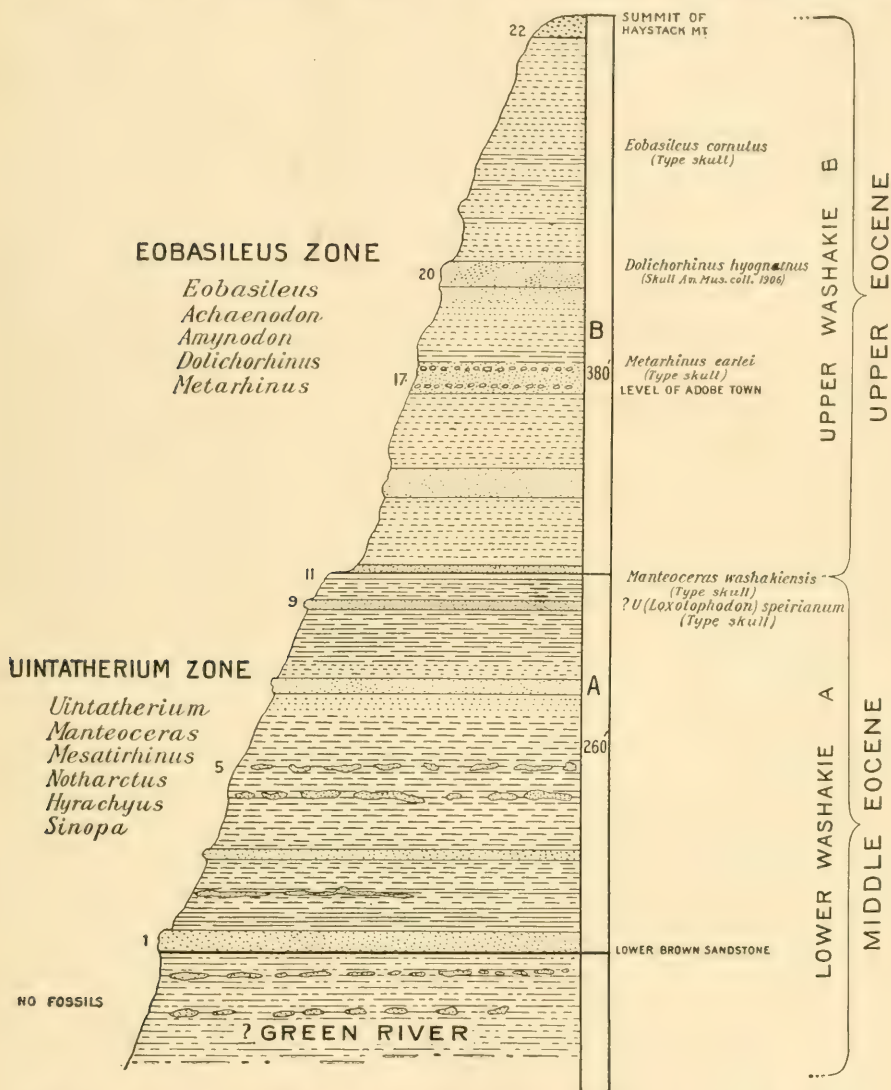 22
SUMMIT OF
HAYSTACK MT.
Eobasileus cornutus
(Type skull)
EOBASILEUS ZONE
Eobasileus
Achaenodon
Amynodon
Dolichorhinus
Metarhinus
20
Dolichorhinus hyognathus
(Skull Am. Mus. coll. 1906)
B
380'
17
Metarhinus earlei
(Type skull)
LEVEL OF ADOBE TOWN
UPPER WASHAKIE B
UPPER EOCENE
11
9
Manteoceras washakiensis
(Type skull)
? U (Loxolophodon) speirianum
(Type skull)
UINTATHERIUM ZONE
Uintatherium
Manteoceras
Mesatirhinus
Notharctus
Hyrachyus
Sinopa
A
260'
5
1
LOWER BROWN SANDSTONE
LOWER WASHAKIE A
MIDDLE EOCENE
NO FOSSILS
? GREEN RIVER